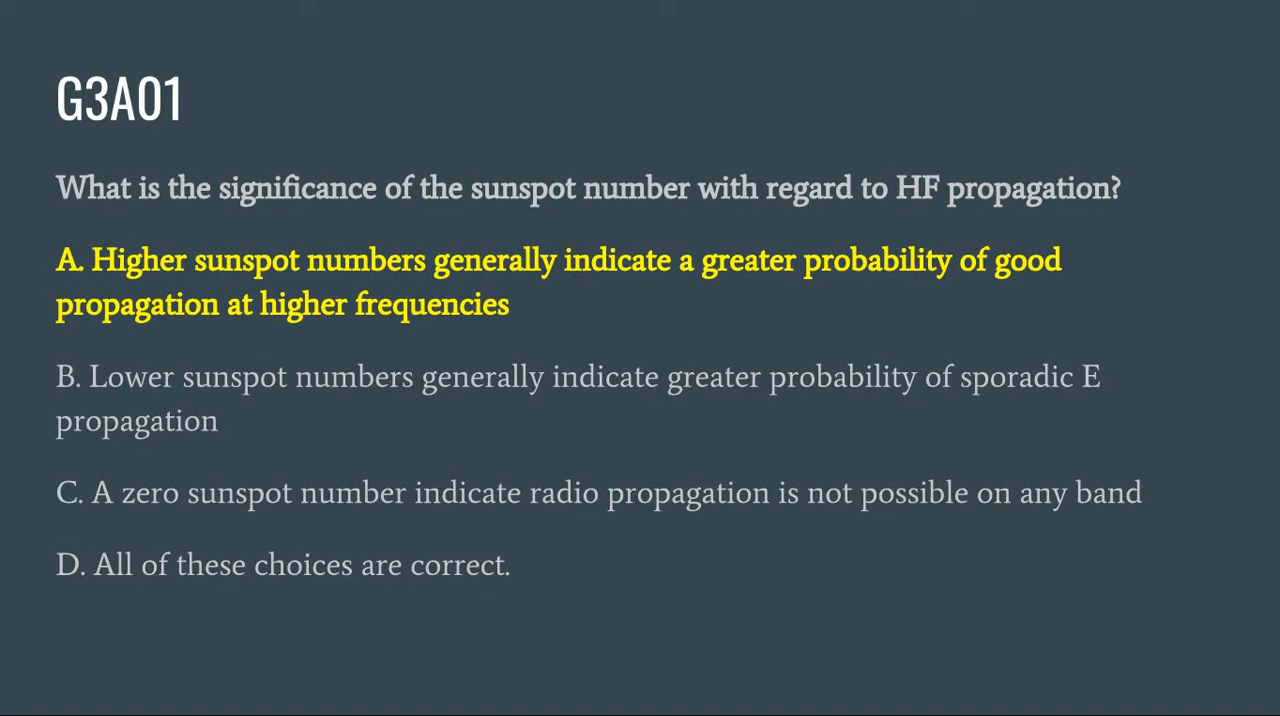 G3A01
What is the significance of the sunspot number with regard to HF propagation?
A. Higher sunspot numbers generally indicate a greater probability of good
propagation at higher frequencies
B. Lower sunspot numbers generally indicate greater probability of sporadic E
propagation
C. A zero sunspot number indicate radio propagation is not possible on any band
D. All of these choices are correct.